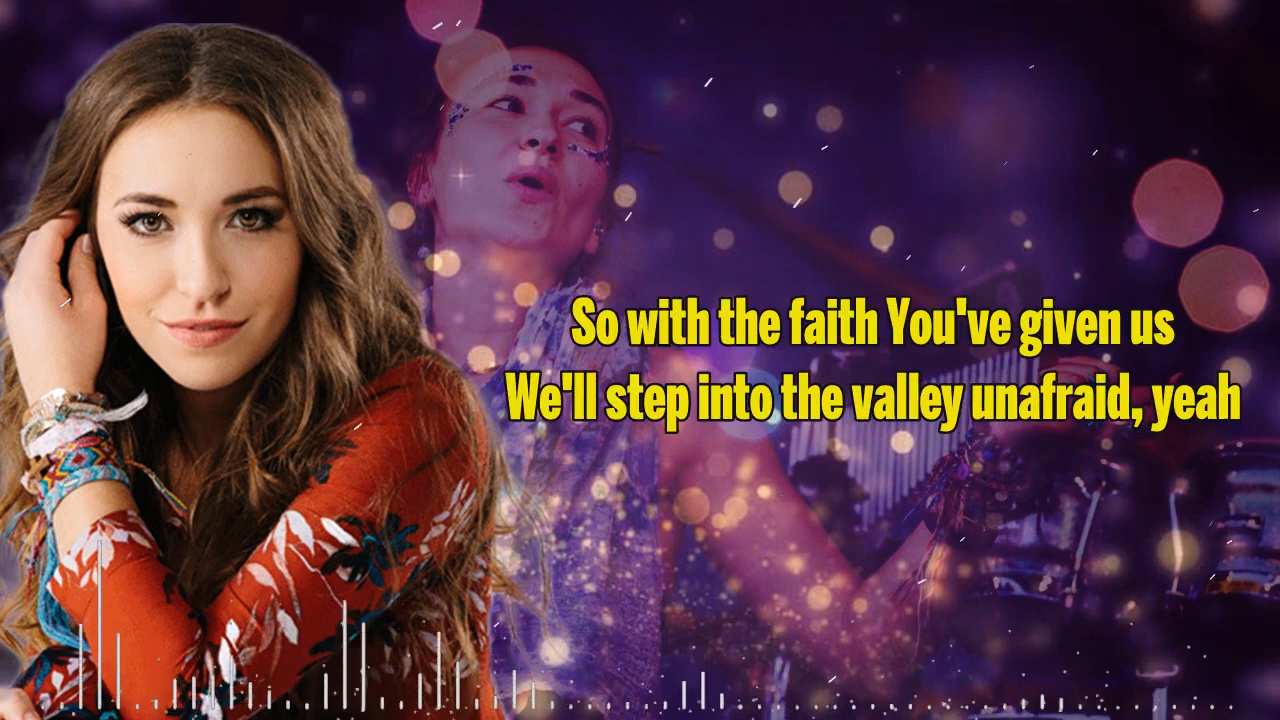 So with the faith You've given us
We'll step into the valley unafraid, yeah